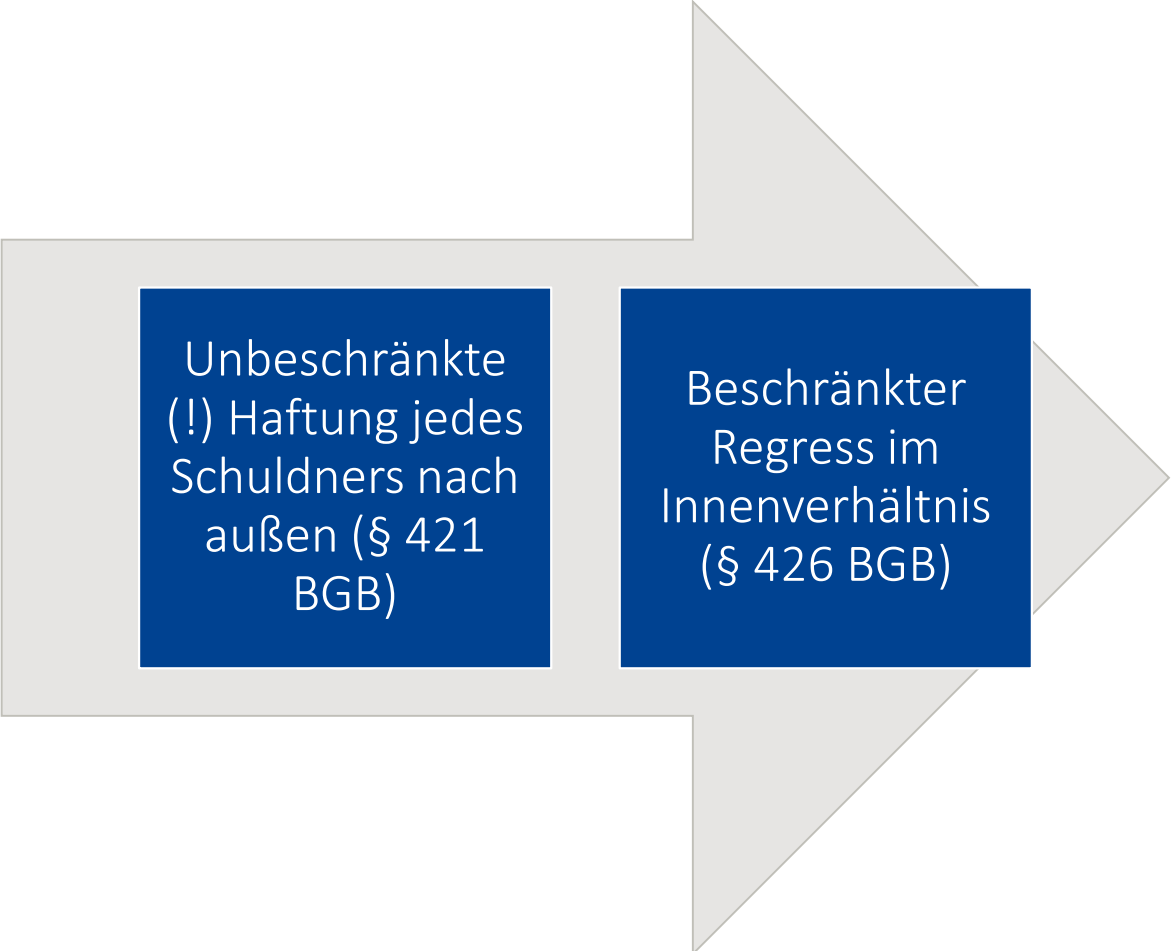 Unbeschränkte
(!) Haftung jedes
Schuldners nach
außen (§ 421
BGB)
Beschränkter
Regress im
Innenverhältnis
(§ 426 BGB)